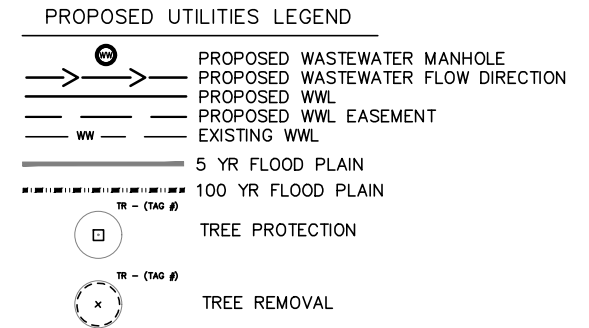 PROPOSED UTILITIES LEGEND
WW PROPOSED WASTEWATER MANHOLE
PROPOSED WASTEWATER FLOW DIRECTION
PROPOSED WWL
PROPOSED WWL EASEMENT
WW EXISTING WWL
5 YR FLOOD PLAIN
100 YR FLOOD PLAIN
TR - (TAG #)
TREE PROTECTION
TR - (TAG #)
TREE REMOVAL